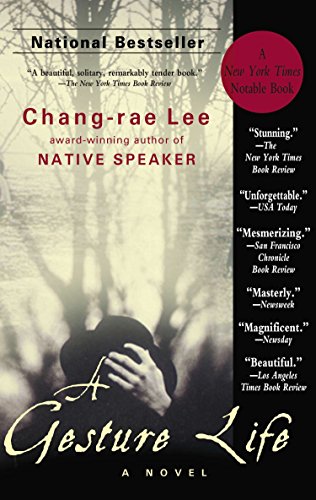 National Bestseller
"A beautiful, solitary, remarkably tender book."
—The New York Times Book Review
Chang-rae Lee
award-winning author of
NATIVE SPEAKER
A
New York Times
Notable Book
"Stunning."
—The
New York Times
Book Review
"Unforgettable."
—USA Today
"Mesmerizing."
—San Francisco
Chronicle
Book Review
"Masterly."
—Newsweek
"Magnificent."
—Newsday
"Beautiful."
—Los Angeles
Times Book Review
A
Gesture Life
A NOVEL